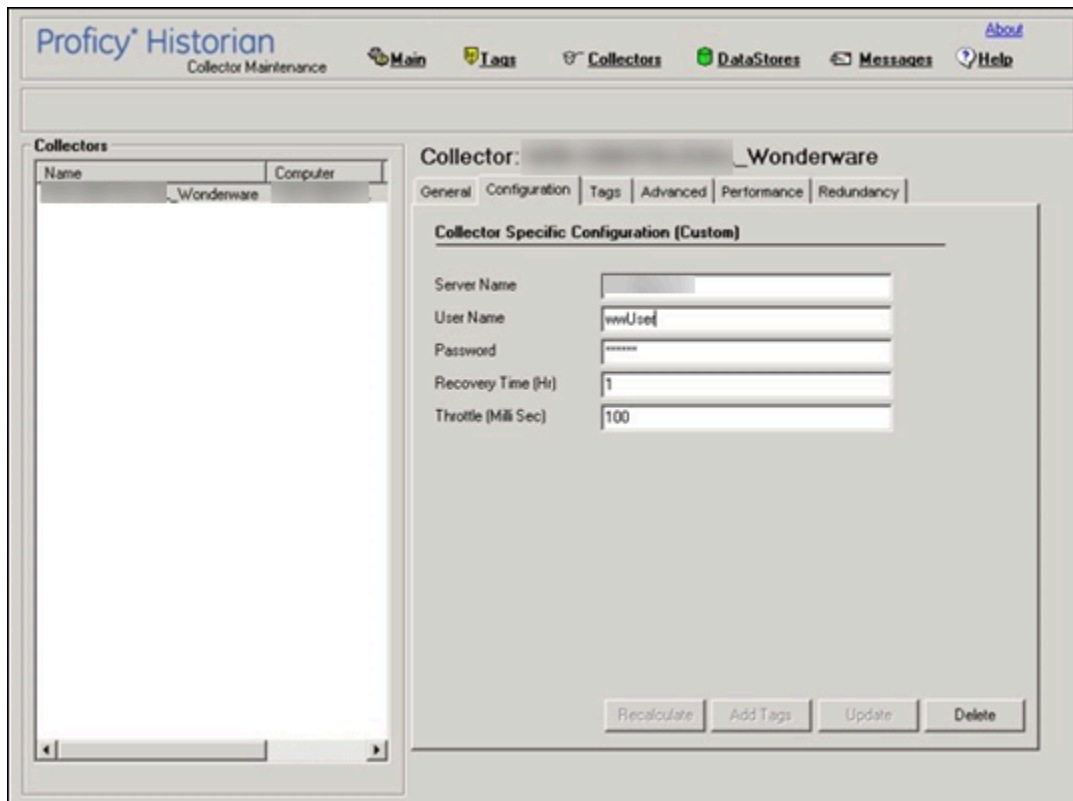 About
Proficy* Historian
Collector Maintenance
Main Tags Collectors DataStores Messages Help
Collectors
Name Computer
._Wonderware
Collector: ._Wonderware
General Configuration Tags Advanced Performance Redundancy
Collector Specific Configuration (Custom)
Server Name
User Name wwUser
Password *******
Recovery Time (Hr) 1
Throttle (Milli Sec) 100
Recalculate Add Tags Update Delete